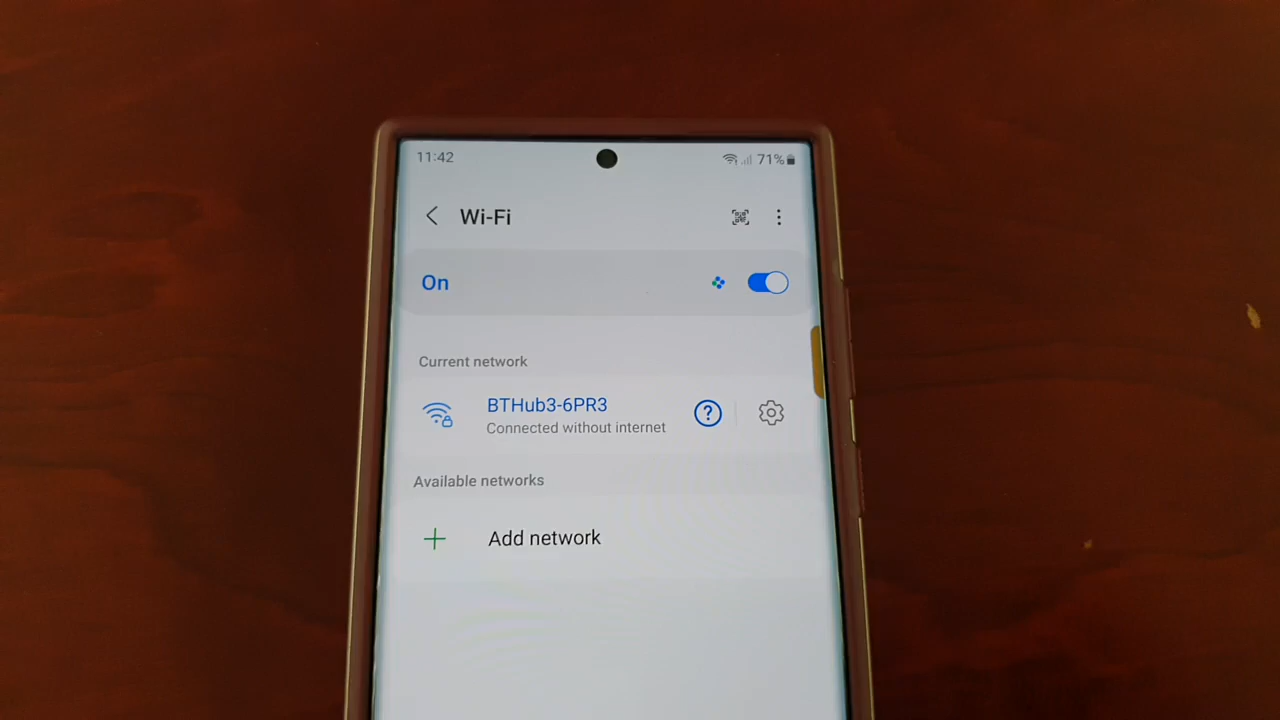 11:42
71%
Wi-Fi
On
Current network
BTHub3-6PR3
Connected without internet
Available networks
Add network